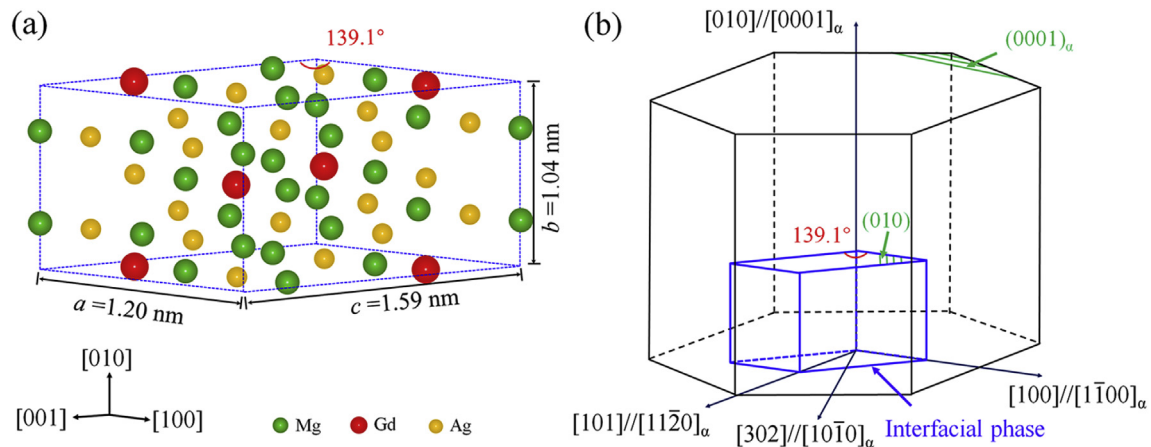 (a)
139.1°
b =1.04 nm
a =1.20 nm
c =1.59 nm
[010]
[001]
[100]
Mg
Gd
Ag
(b)
[010]//[0001]α
(0001)α
(010)
139.1°
[100]//[11̄00]α
[101]//[112̄0]α
[302]//[101̄0]α
Interfacial phase